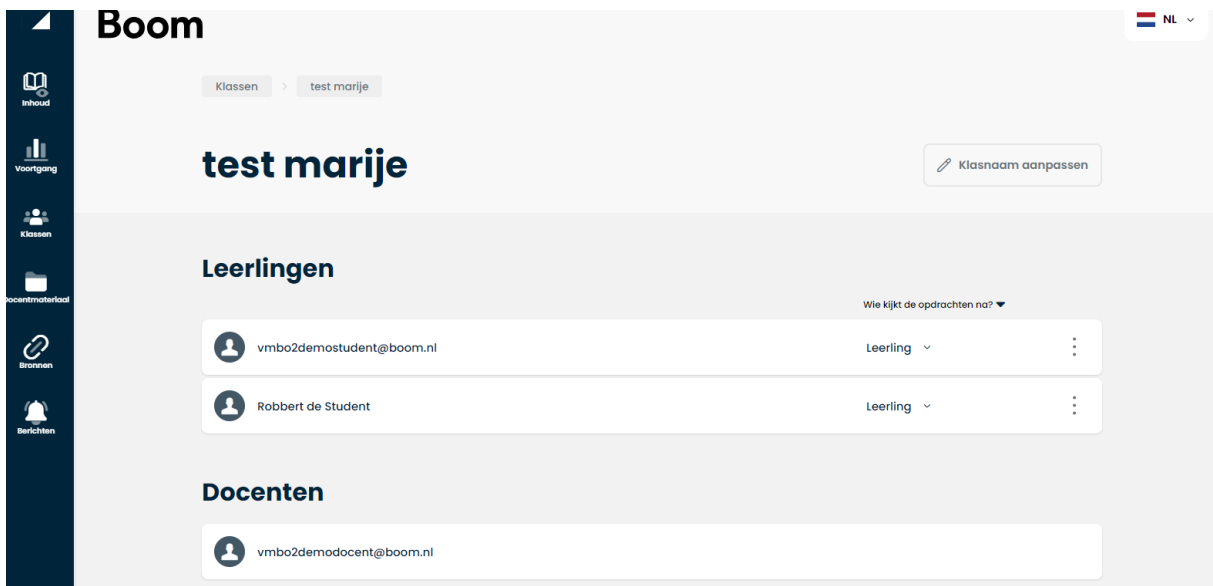 Boom
NL
Inhoud
Voortgang
Klassen
Docentmateriaal
Bronnen
Berichten
Klassen > test marije
test marije
Klasnaam aanpassen
Leerlingen
Wie kijkt de opdrachten na?
vmbo2demostudent@boom.nl Leerling
Robbert de Student Leerling
Docenten
vmbo2demodocent@boom.nl